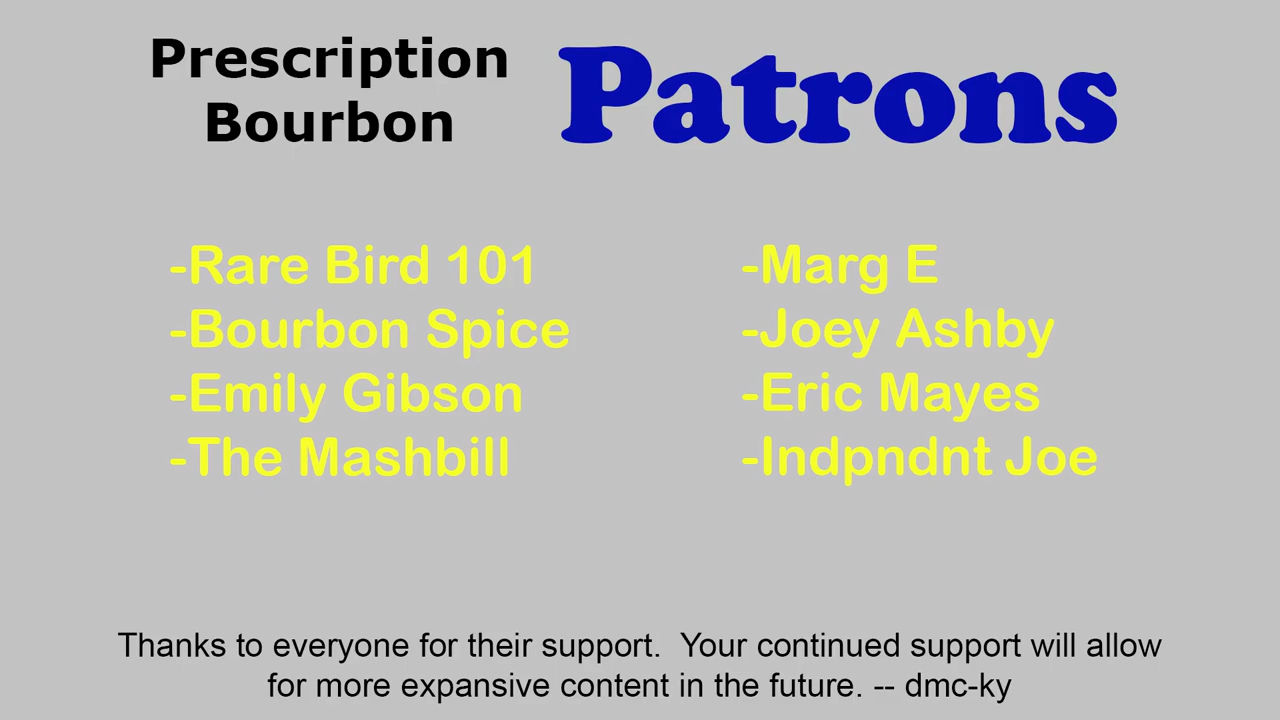 Prescription
Bourbon
Patrons
-Rare Bird 101
-Bourbon Spice
-Emily Gibson
-The Mashbill
-Marg E
-Joey Ashby
-Eric Mayes
-Indpndnt Joe
Thanks to everyone for their support.  Your continued support will allow
for more expansive content in the future. -- dmc-ky